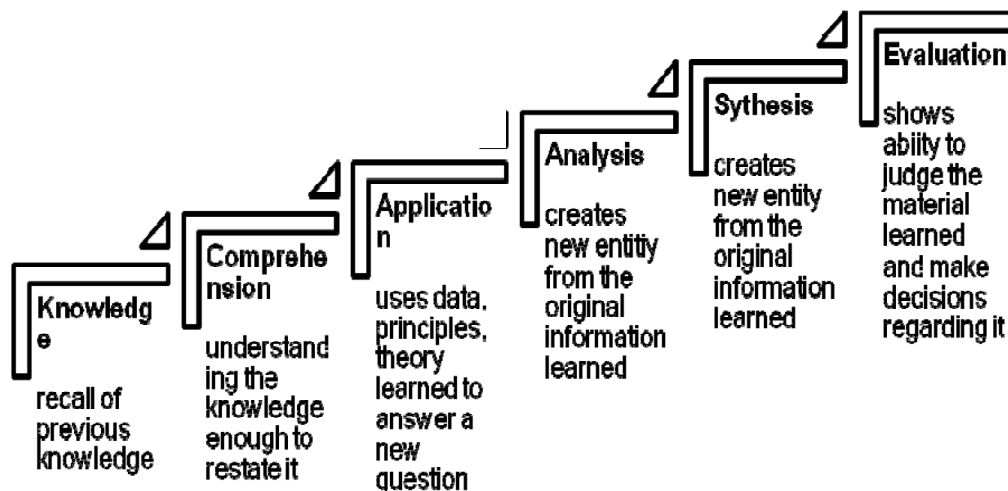 Knowledg
e
recall of
previous
knowledge
Comprehe
nsion
understand
ing the
knowledge
enough to
restate it
Applicatio
n
uses data,
principles,
theory
learned to
answer a
new
question
Analysis
creates
new entitiy
from the
original
information
learned
Sythesis
creates
new entity
from the
original
information
learned
Evaluation
shows
abiity to
judge the
material
learned
and make
decisions
regarding it